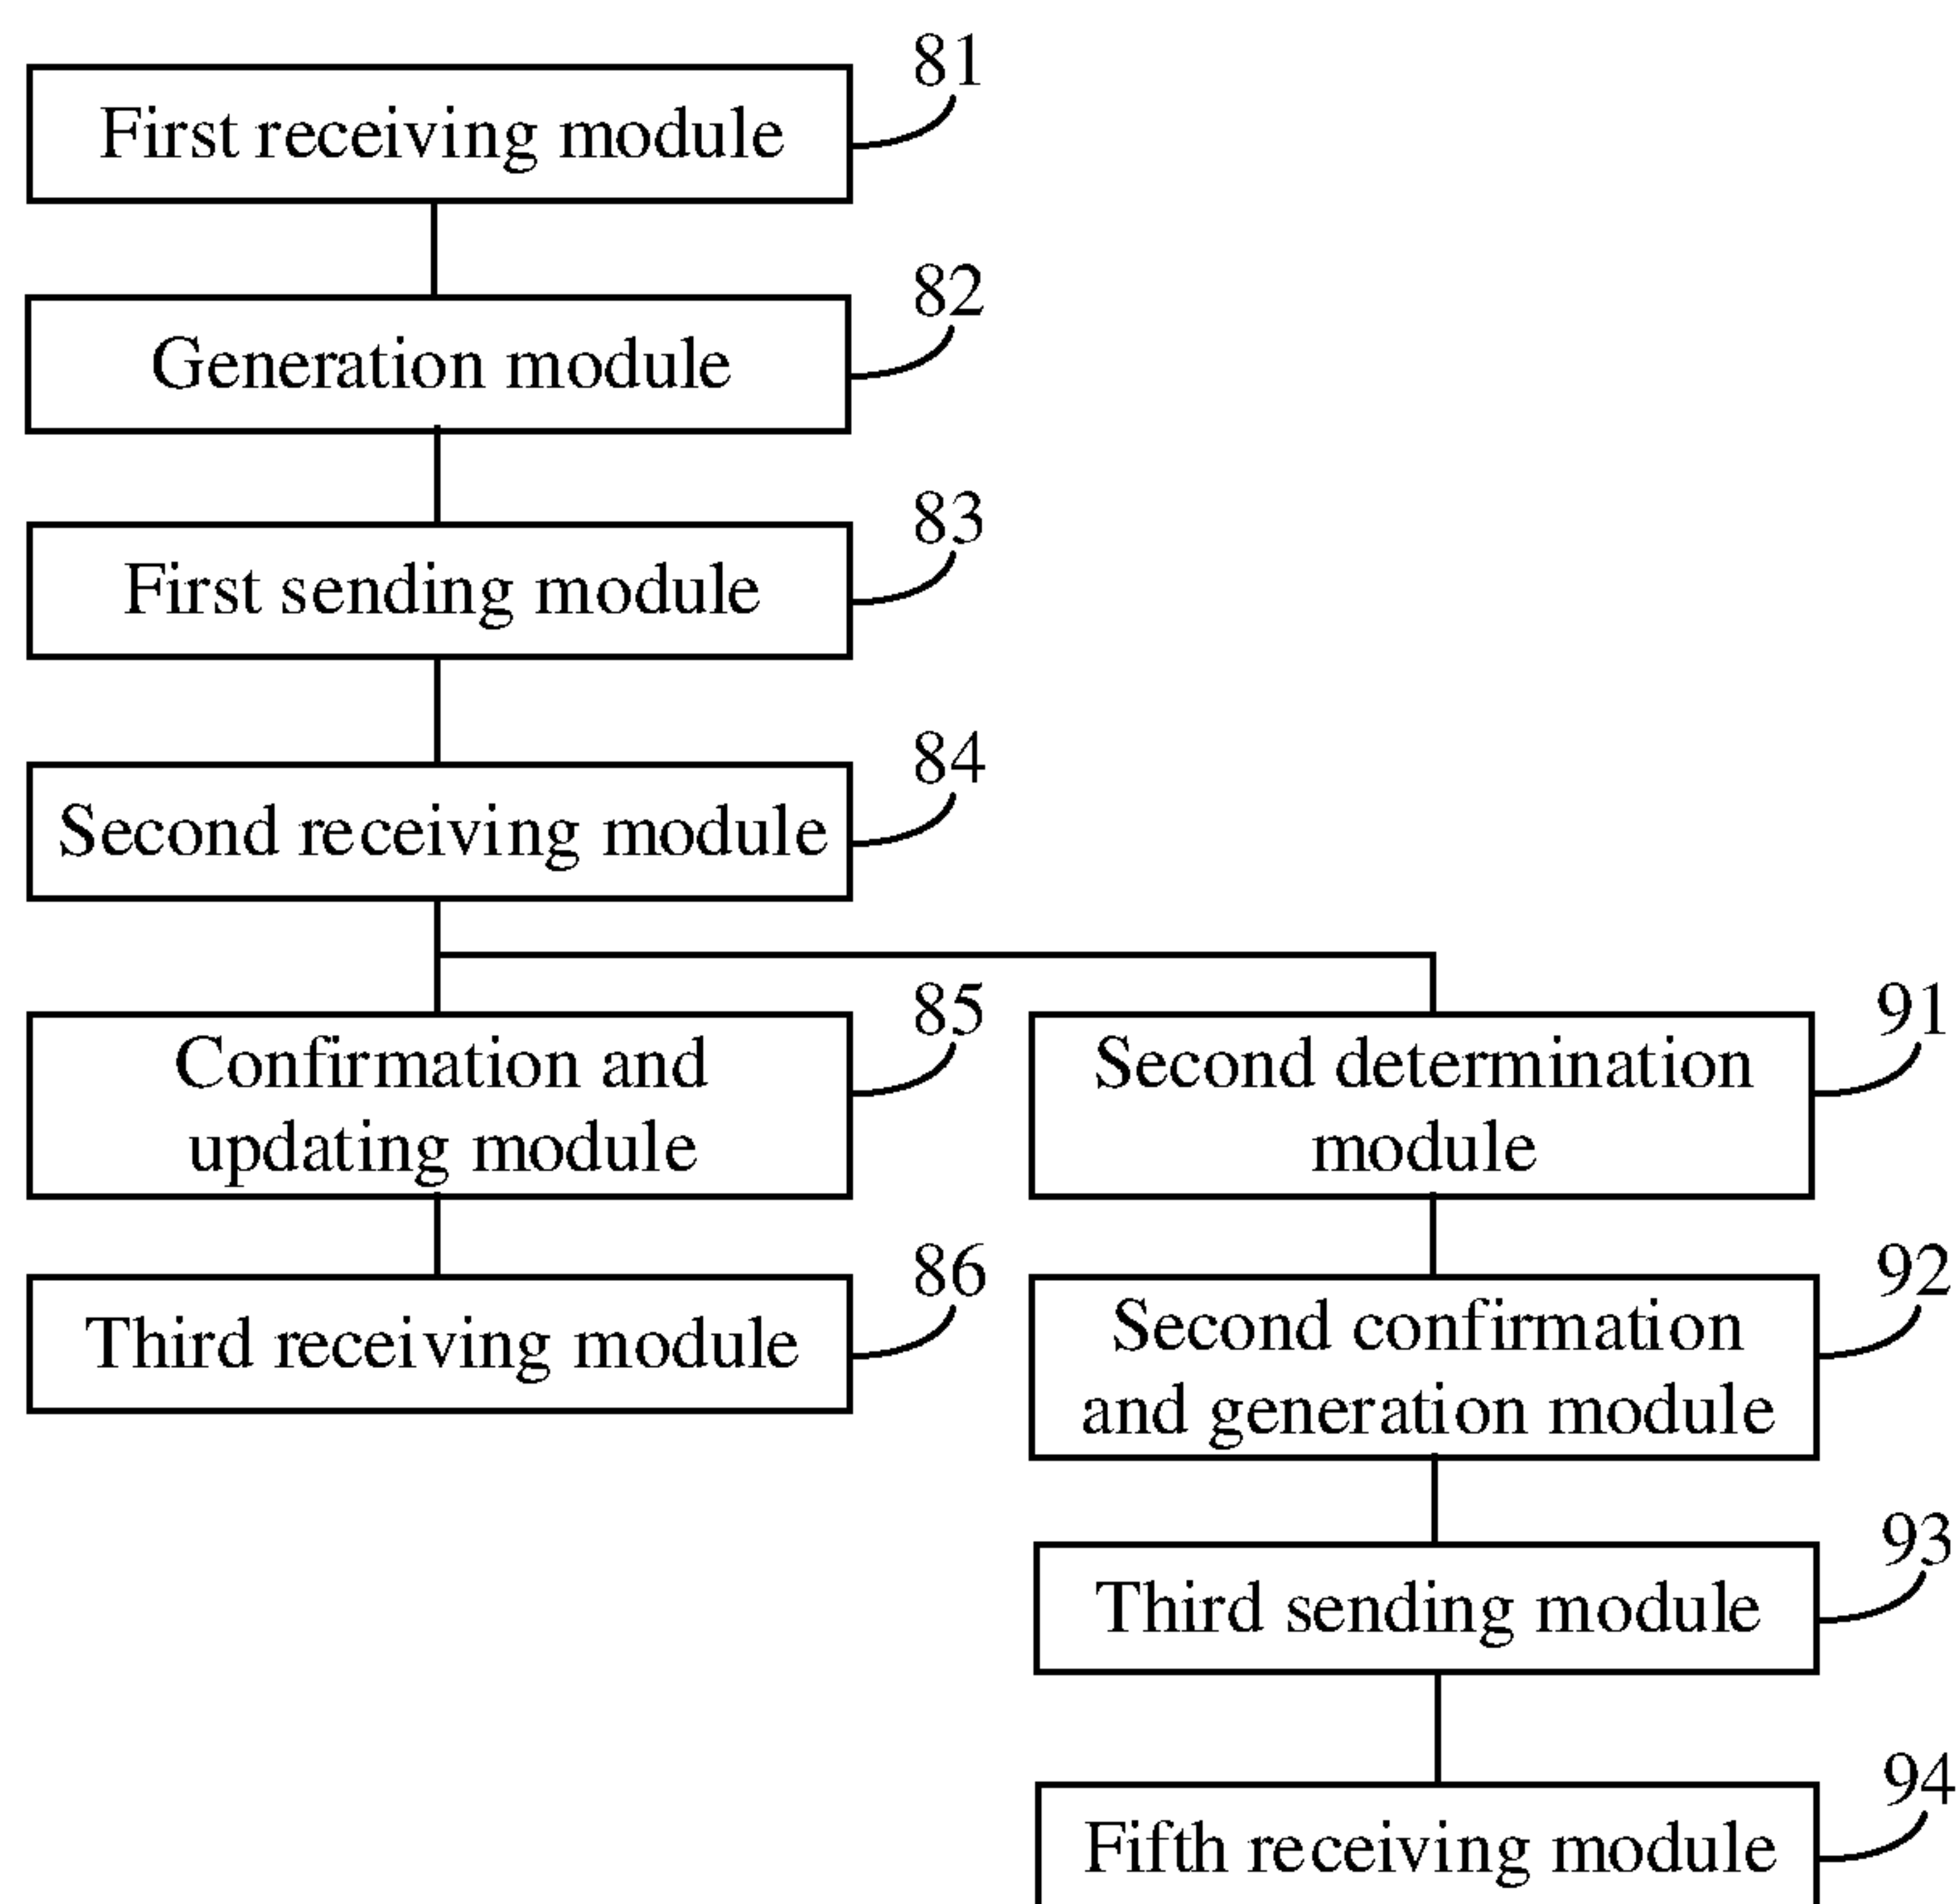 81
First receiving module
82
Generation module
83
First sending module
84
Second receiving module
85
Confirmation and
updating module
86
Third receiving module
91
Second determination
module
92
Second confirmation
and generation module
93
Third sending module
94
Fifth receiving module